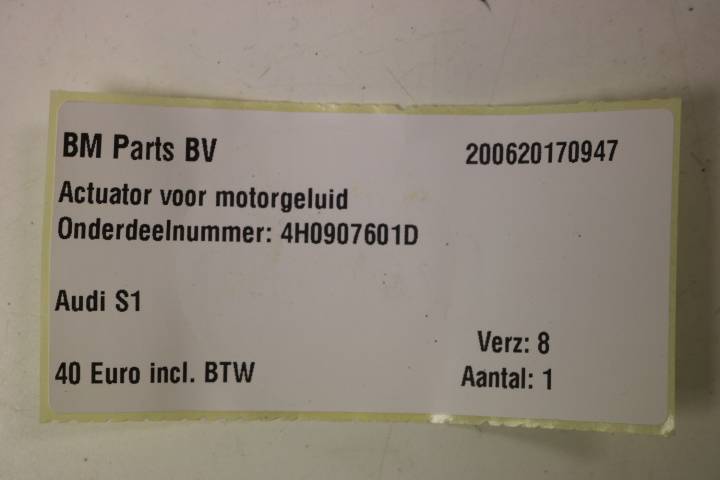 BM Parts BV 200620170947
Actuator voor motorgeluid
Onderdeelnummer: 4H0907601D
Audi S1
Verz: 8
40 Euro incl. BTW Aantal: 1